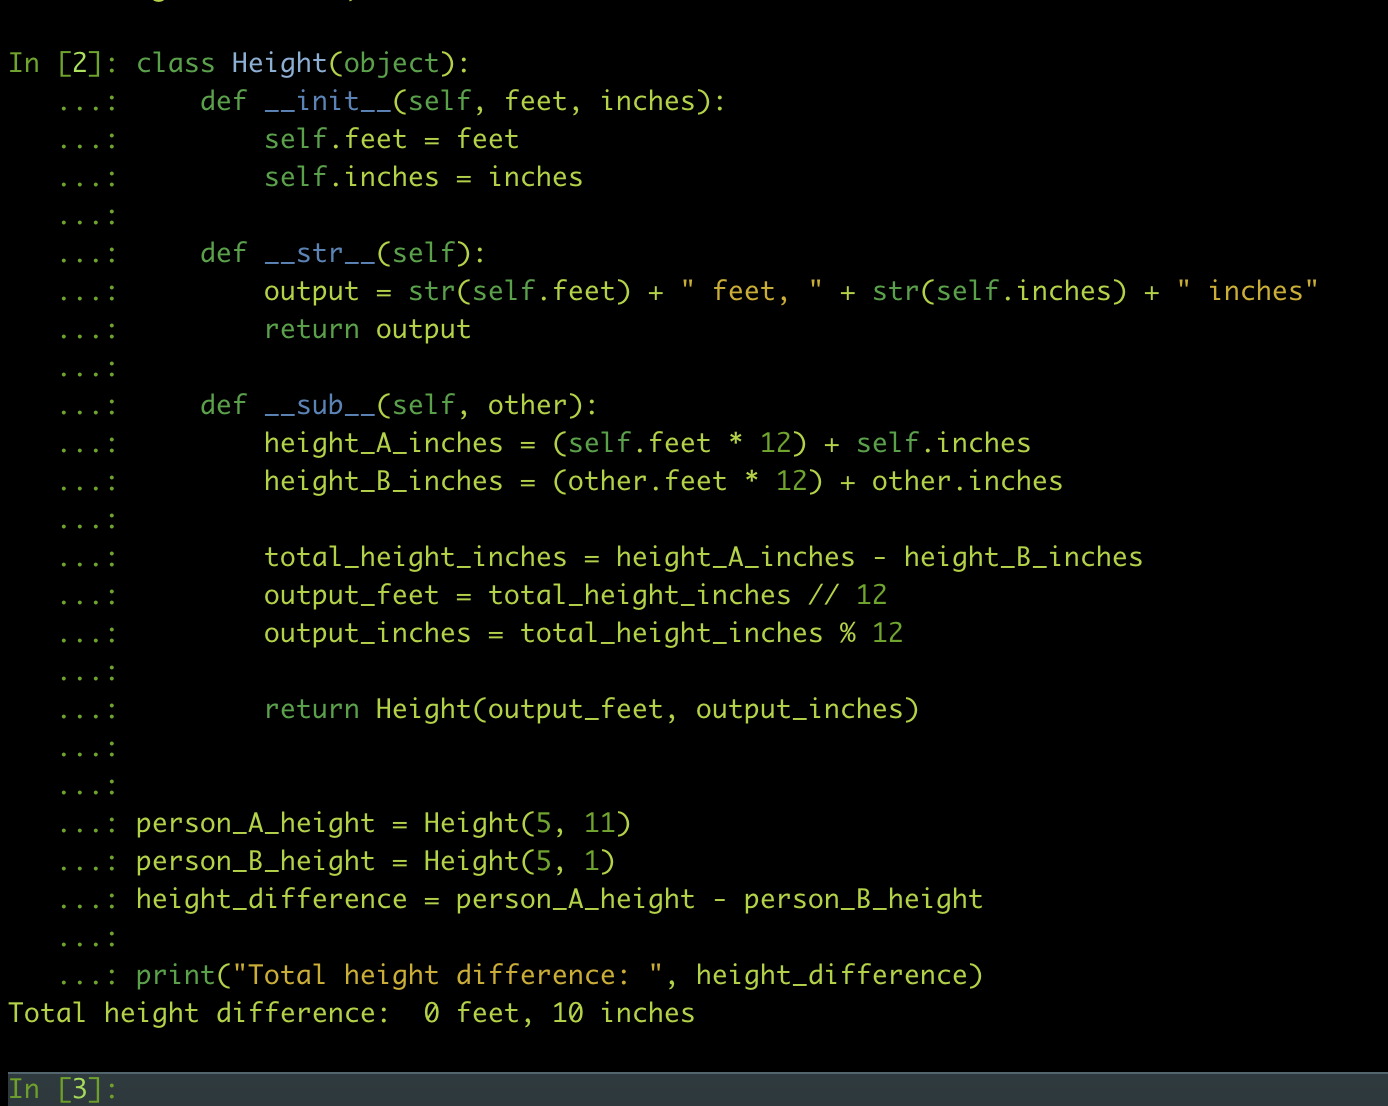 In [2]: class Height(object):
   ...:     def __init__(self, feet, inches):
   ...:         self.feet = feet
   ...:         self.inches = inches
   ...:
   ...:     def __str__(self):
   ...:         output = str(self.feet) + " feet, " + str(self.inches) + " inches"
   ...:         return output
   ...:
   ...:     def __sub__(self, other):
   ...:         height_A_inches = (self.feet * 12) + self.inches
   ...:         height_B_inches = (other.feet * 12) + other.inches
   ...:
   ...:         total_height_inches = height_A_inches - height_B_inches
   ...:         output_feet = total_height_inches // 12
   ...:         output_inches = total_height_inches % 12
   ...:
   ...:         return Height(output_feet, output_inches)
   ...:
   ...:
   ...: person_A_height = Height(5, 11)
   ...: person_B_height = Height(5, 1)
   ...: height_difference = person_A_height - person_B_height
   ...:
   ...: print("Total height difference: ", height_difference)
Total height difference:  0 feet, 10 inches
In [3]: